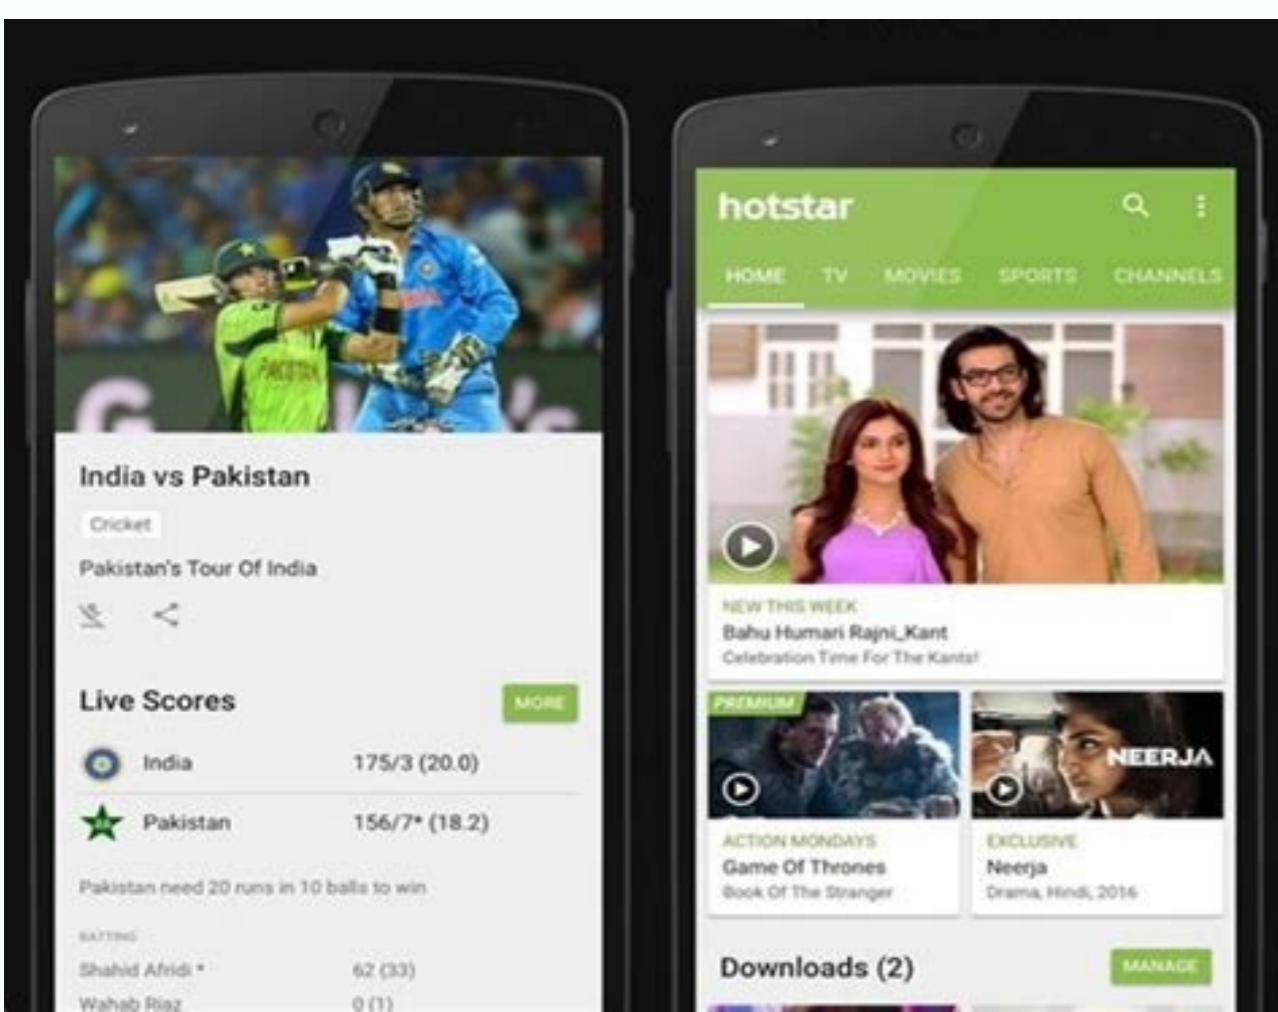 PAKISTAN
INDIA
G
's
India vs Pakistan
Cricket
Pakistan's Tour Of India
Live Scores
MORE
India 175/3 (20.0)
Pakistan 156/7* (18.2)
Pakistan need 20 runs in 10 balls to win
BATTING
Shahid Afridi * 62 (33)
Wahab Riaz 0 (1)
hotstar
HOME TV MOVIES SPORTS CHANNELS
NEW THIS WEEK
Bahu Humari Rajni_Kant
Celebration Time For The Kants!
PREMIUM
ACTION MONDAYS
Game Of Thrones
Book Of The Stranger
NEERJA
EXCLUSIVE
Neerja
Drama, Hindi, 2016
Downloads (2)
MANAGE